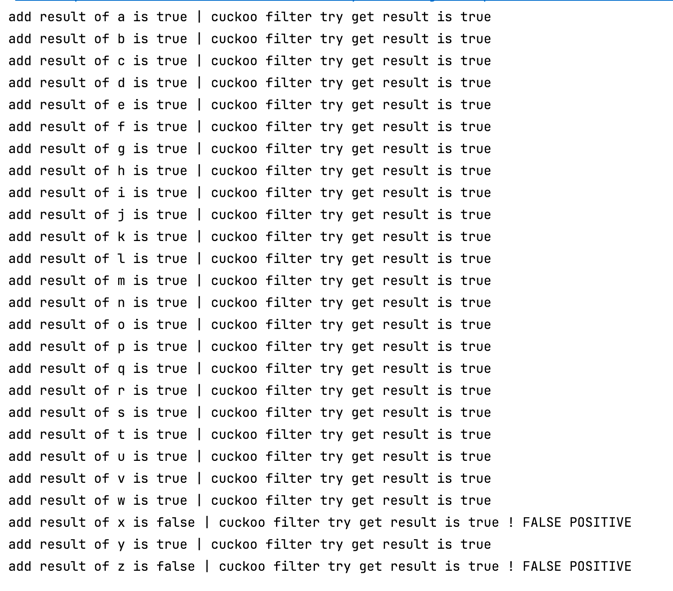 add result of a is true | cuckoo filter try get result is true
add result of b is true | cuckoo filter try get result is true
add result of c is true | cuckoo filter try get result is true
add result of d is true | cuckoo filter try get result is true
add result of e is true | cuckoo filter try get result is true
add result of f is true | cuckoo filter try get result is true
add result of g is true | cuckoo filter try get result is true
add result of h is true | cuckoo filter try get result is true
add result of i is true | cuckoo filter try get result is true
add result of j is true | cuckoo filter try get result is true
add result of k is true | cuckoo filter try get result is true
add result of l is true | cuckoo filter try get result is true
add result of m is true | cuckoo filter try get result is true
add result of n is true | cuckoo filter try get result is true
add result of o is true | cuckoo filter try get result is true
add result of p is true | cuckoo filter try get result is true
add result of q is true | cuckoo filter try get result is true
add result of r is true | cuckoo filter try get result is true
add result of s is true | cuckoo filter try get result is true
add result of t is true | cuckoo filter try get result is true
add result of u is true | cuckoo filter try get result is true
add result of v is true | cuckoo filter try get result is true
add result of w is true | cuckoo filter try get result is true
add result of x is false | cuckoo filter try get result is true ! FALSE POSITIVE
add result of y is true | cuckoo filter try get result is true
add result of z is false | cuckoo filter try get result is true ! FALSE POSITIVE